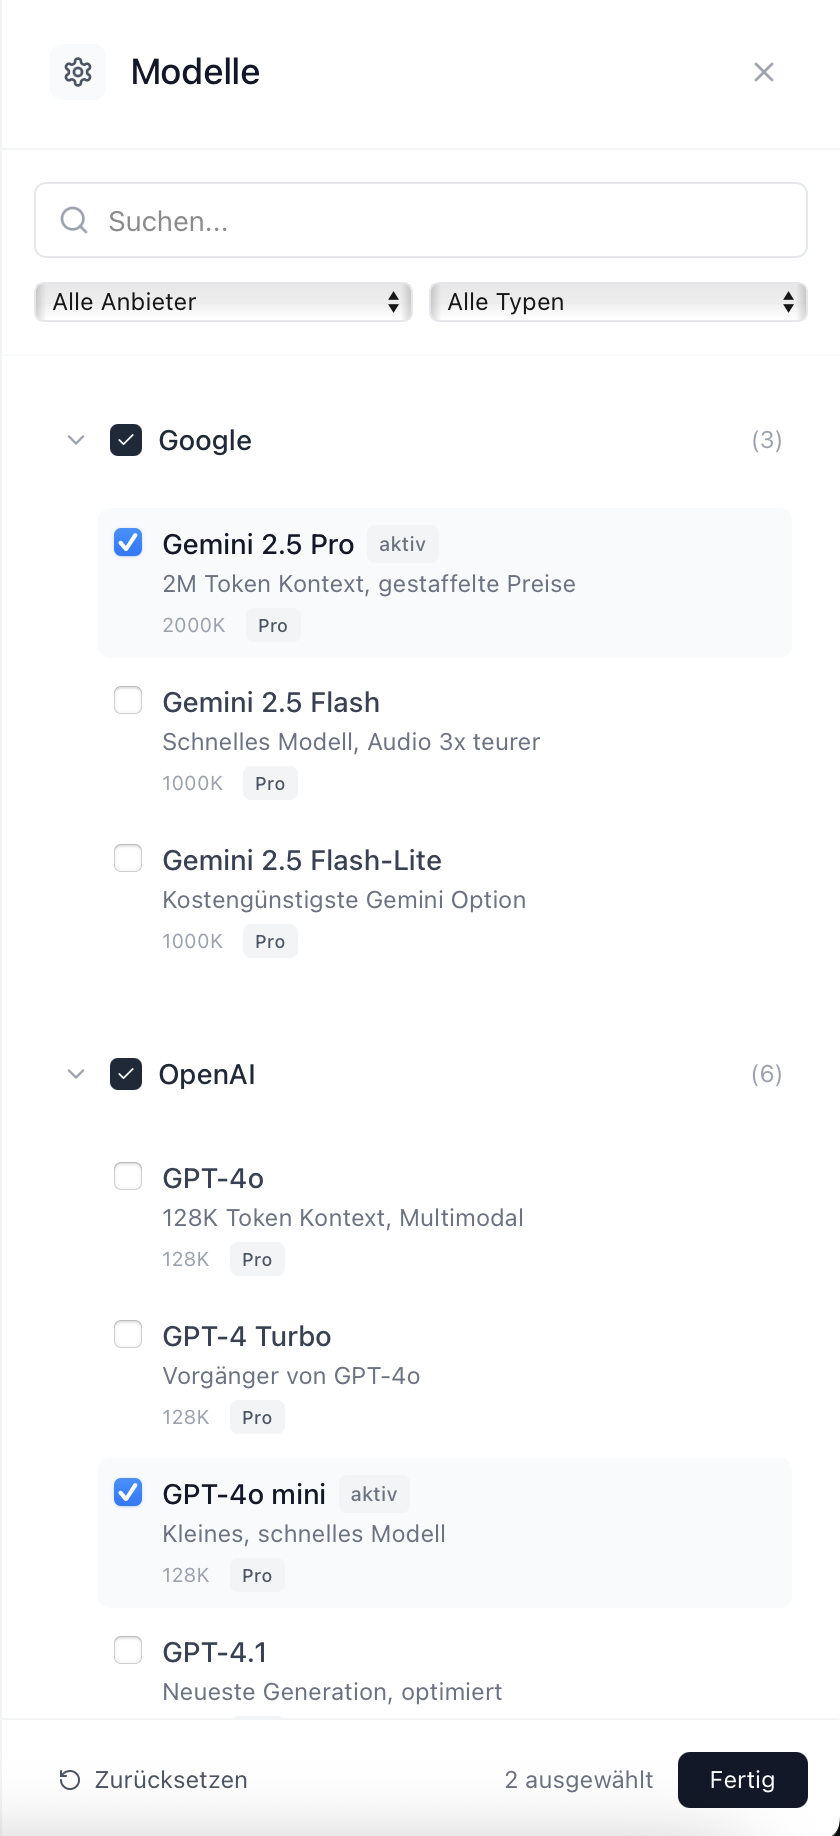 Modelle
Suchen...
Alle Anbieter
Alle Typen
Google (3)
Gemini 2.5 Pro aktiv
2M Token Kontext, gestaffelte Preise
2000K Pro
Gemini 2.5 Flash
Schnelles Modell, Audio 3x teurer
1000K Pro
Gemini 2.5 Flash-Lite
Kostengünstigste Gemini Option
1000K Pro
OpenAI (6)
GPT-4o
128K Token Kontext, Multimodal
128K Pro
GPT-4 Turbo
Vorgänger von GPT-4o
128K Pro
GPT-4o mini aktiv
Kleines, schnelles Modell
128K Pro
GPT-4.1
Neueste Generation, optimiert
Zurücksetzen
2 ausgewählt
Fertig